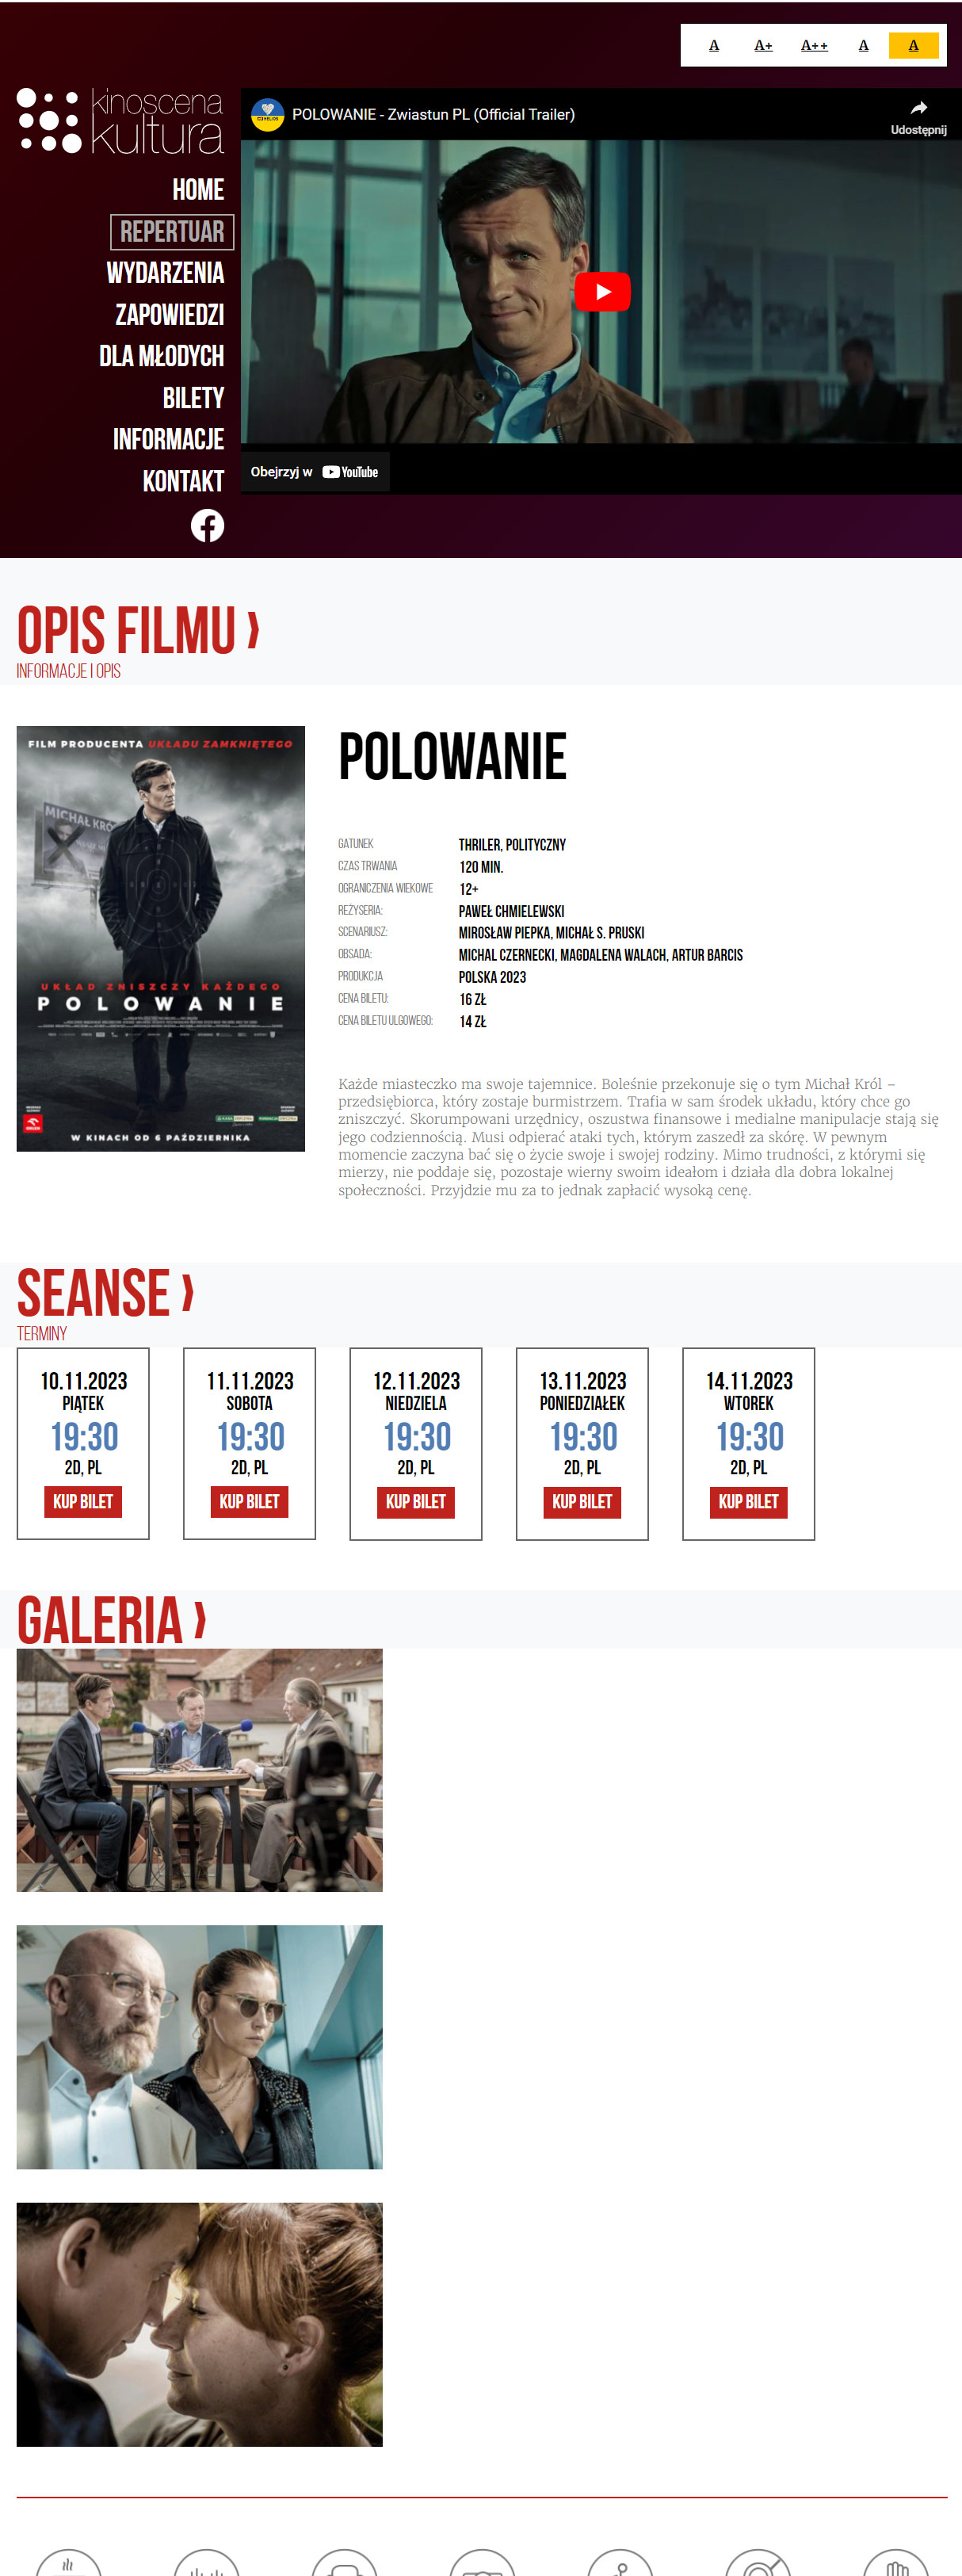 A A+ A++ A A
kinoscena
kultura
HOME
REPERTUAR
WYDARZENIA
ZAPOWIEDZI
DLA MŁODYCH
BILETY
INFORMACJE
KONTAKT
POLOWANIE - Zwiastun PL (Official Trailer)
Udostępnij
Obejrzyj w YouTube
OPIS FILMU
INFORMACJE I OPIS
FILM PRODUCENTA UKŁADU ZAMKNIĘTEGO
MICHAŁ KRÓ
UKŁAD ZNISZCZY KAŻDEGO
POLOWANIE
W KINACH OD 6 PAŹDZIERNIKA
POLOWANIE
GATUNEK THRILER, POLITYCZNY
CZAS TRWANIA 120 MIN.
OGRANICZENIA WIEKOWE 12+
REŻYSERIA: PAWEŁ CHMIELEWSKI
SCENARIUSZ: MIROSŁAW PIEPKA, MICHAŁ S. PRUSKI
OBSADA: MICHAL CZERNECKI, MAGDALENA WALACH, ARTUR BARCIS
PRODUKCJA POLSKA 2023
CENA BILETU: 16 ZŁ
CENA BILETU ULGOWEGO: 14 ZŁ
Każde miasteczko ma swoje tajemnice. Boleśnie przekonuje się o tym Michał Król –
przedsiębiorca, który zostaje burmistrzem. Trafia w sam środek układu, który chce go
zniszczyć. Skorumpowani urzędnicy, oszustwa finansowe i medialne manipulacje stają się
jego codziennością. Musi odpierać ataki tych, którym zaszedł za skórę. W pewnym
momencie zaczyna bać się o życie swoje i swojej rodziny. Mimo trudności, z którymi się
mierzy, nie poddaje się, pozostaje wierny swoim ideałom i działa dla dobra lokalnej
społeczności. Przyjdzie mu za to jednak zapłacić wysoką cenę.
SEANSE
TERMINY
10.11.2023
PIĄTEK
19:30
2D, PL
KUP BILET
11.11.2023
SOBOTA
19:30
2D, PL
KUP BILET
12.11.2023
NIEDZIELA
19:30
2D, PL
KUP BILET
13.11.2023
PONIEDZIAŁEK
19:30
2D, PL
KUP BILET
14.11.2023
WTOREK
19:30
2D, PL
KUP BILET
GALERIA